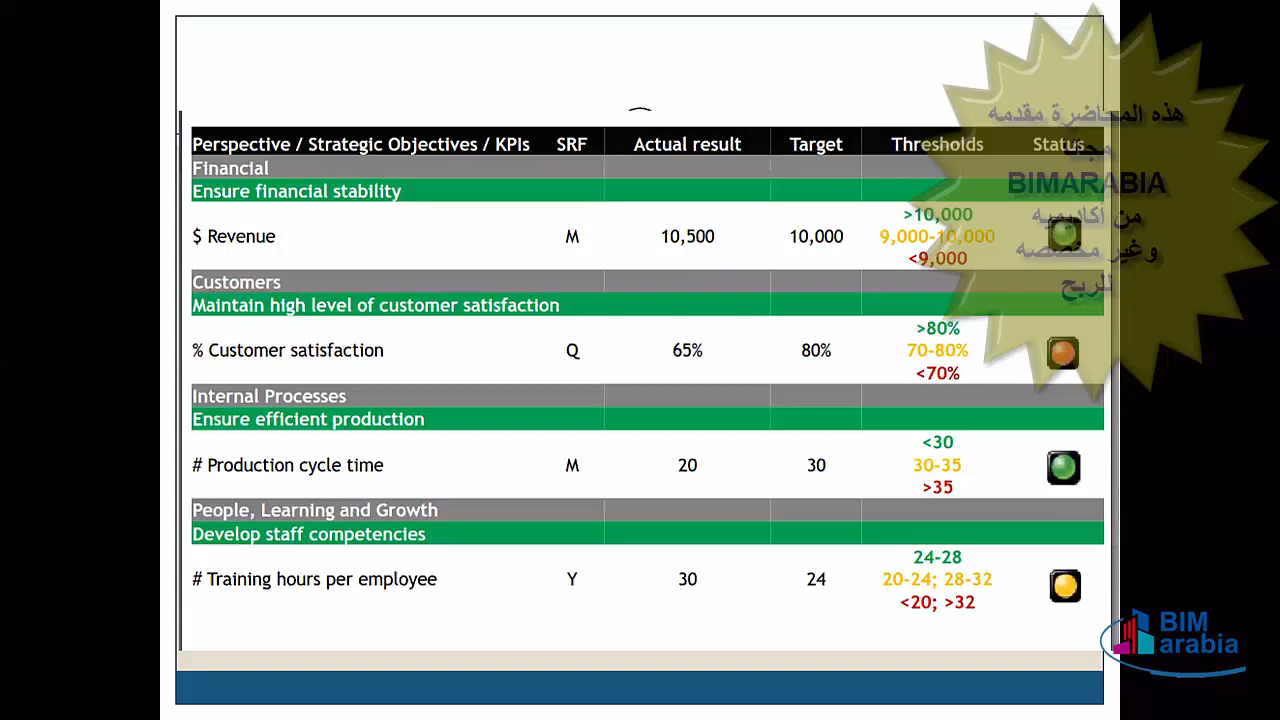 Perspective / Strategic Objectives / KPIs SRF Actual result Target Thresholds Status
Financial
Ensure financial stability
$ Revenue M 10,500 10,000 >10,000
9,000-10,000
<9,000
Customers
Maintain high level of customer satisfaction
% Customer satisfaction Q 65% 80% >80%
70-80%
<70%
Internal Processes
Ensure efficient production
# Production cycle time M 20 30 <30
30-35
>35
People, Learning and Growth
Develop staff competencies
# Training hours per employee Y 30 24 24-28
20-24; 28-32
<20; >32
هذه المحاضرة مقدمه
BIMARABIA
من أكاديميه
وغير مخصصه
للربح
BIM
arabia